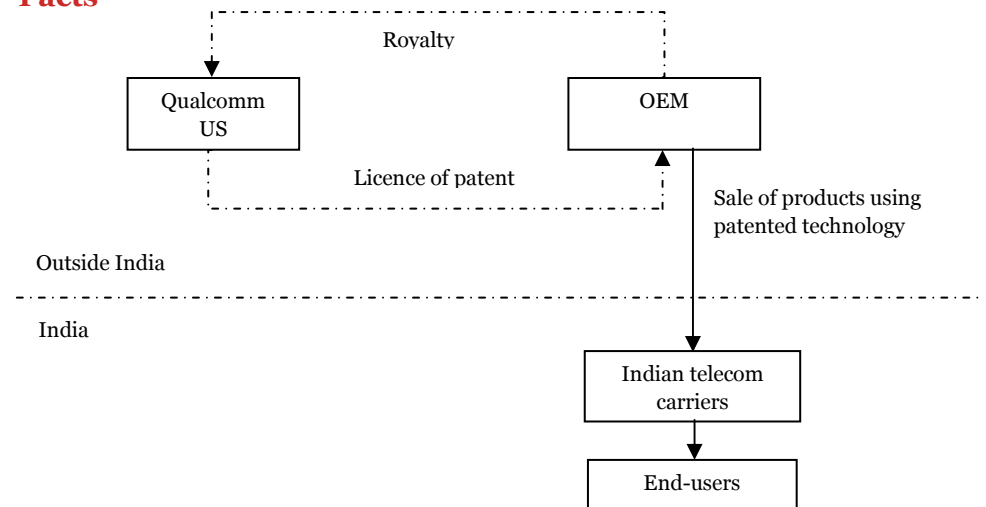 Facts
Royalty
Qualcomm
US
OEM
Licence of patent
Sale of products using
patented technology
Outside India
India
Indian telecom
carriers
End-users